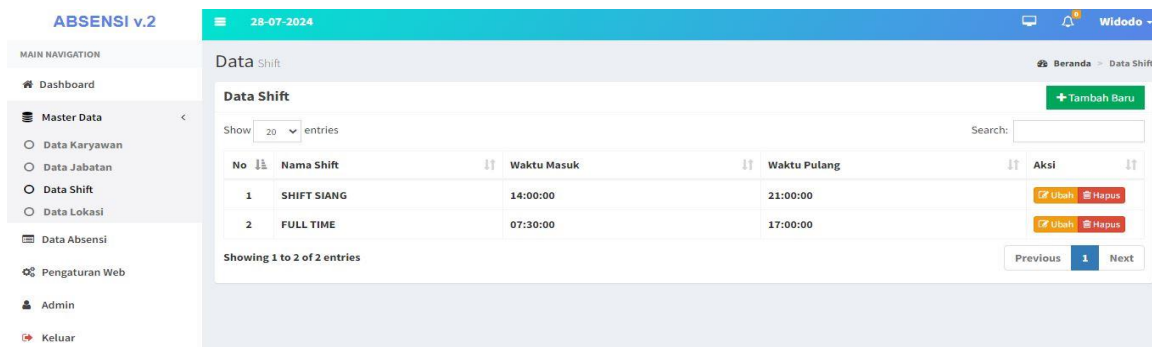 ABSENSI v.2
28-07-2024
0
Widodo
MAIN NAVIGATION
Dashboard
Master Data
Data Karyawan
Data Jabatan
Data Shift
Data Lokasi
Data Absensi
Pengaturan Web
Admin
Keluar
Data Shift
Beranda > Data Shift
Data Shift
+ Tambah Baru
Show 20 entries
Search:
No Nama Shift Waktu Masuk Waktu Pulang Aksi
1 SHIFT SIANG 14:00:00 21:00:00 Ubah Hapus
2 FULL TIME 07:30:00 17:00:00 Ubah Hapus
Showing 1 to 2 of 2 entries
Previous 1 Next